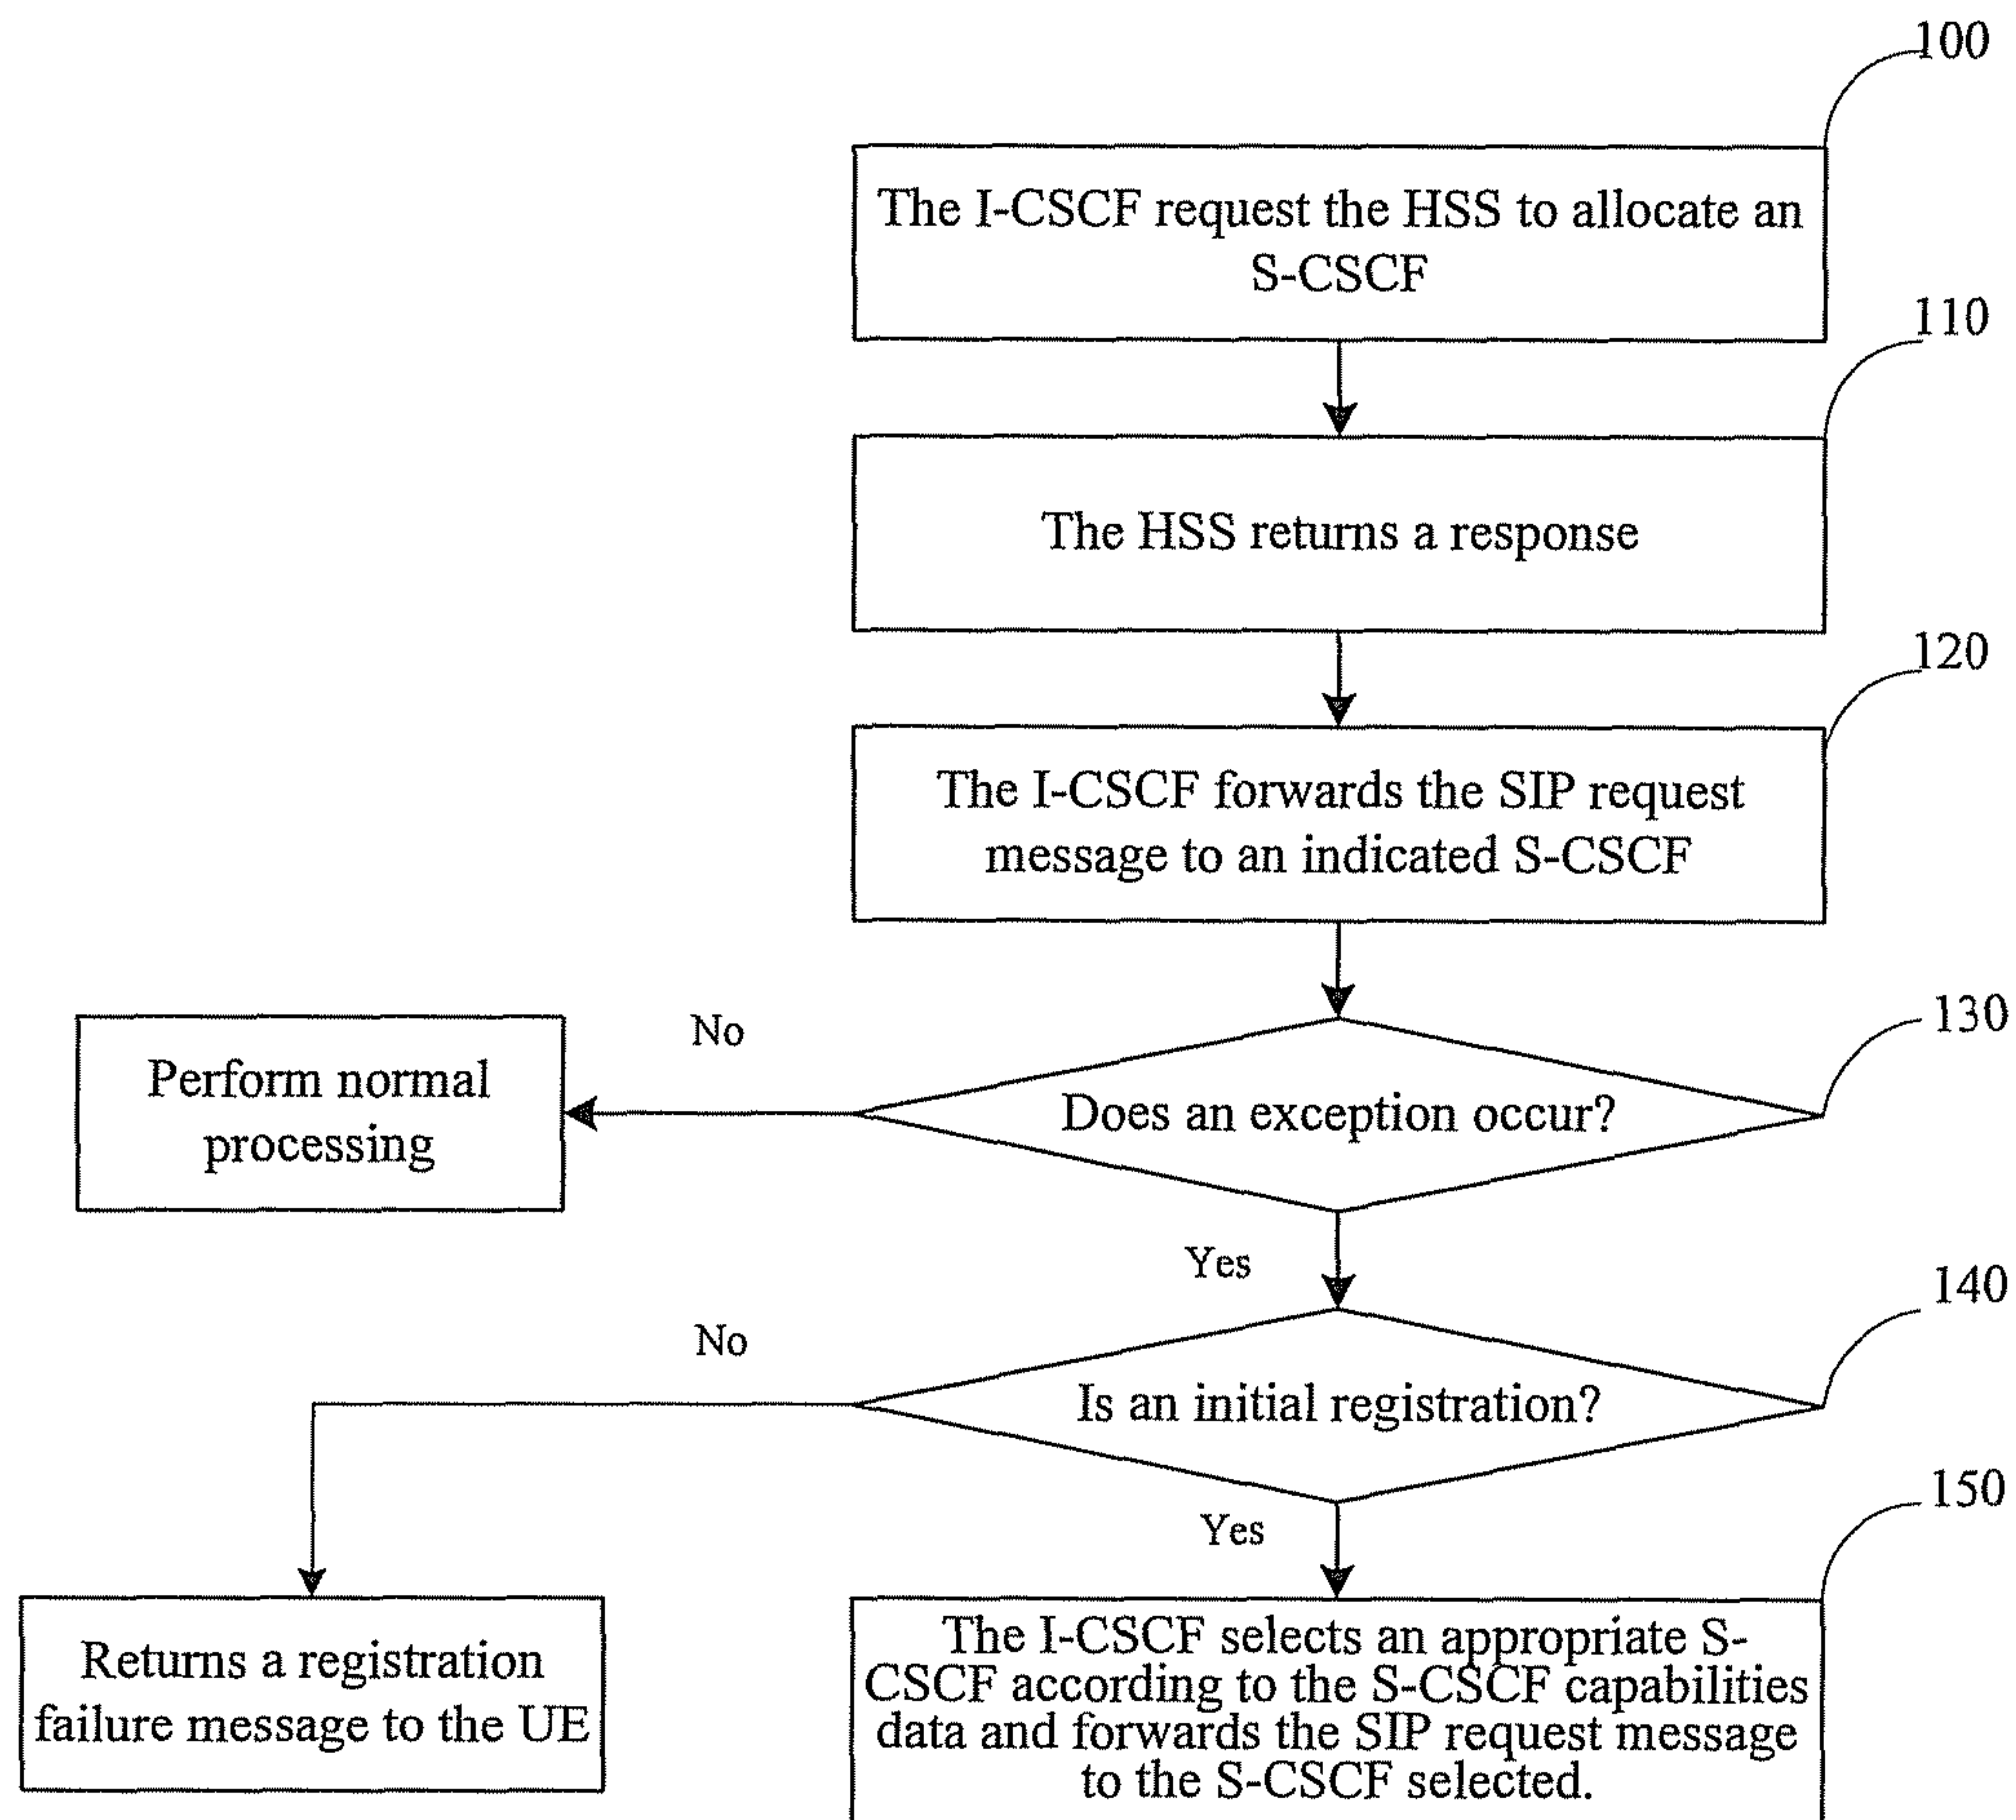 100
The I-CSCF request the HSS to allocate an
S-CSCF
110
The HSS returns a response
120
The I-CSCF forwards the SIP request
message to an indicated S-CSCF
130
No
Perform normal
processing
Does an exception occur?
Yes
140
No
Is an initial registration?
150
Yes
Returns a registration
failure message to the UE
The I-CSCF selects an appropriate S-
CSCF according to the S-CSCF capabilities
data and forwards the SIP request message
to the S-CSCF selected.